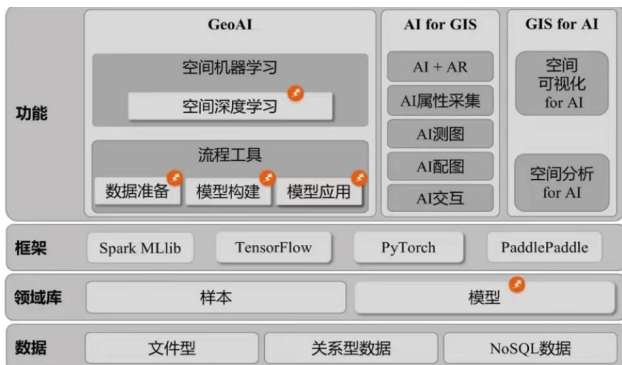 GeoAI
AI for GIS
GIS for AI
功能
空间机器学习
空间深度学习
流程工具
数据准备
模型构建
模型应用
AI + AR
AI属性采集
AI测图
AI配图
AI交互
空间
可视化
for AI
空间分析
for AI
框架
Spark MLlib
TensorFlow
PyTorch
PaddlePaddle
领域库
样本
模型
数据
文件型
关系型数据
NoSQL数据